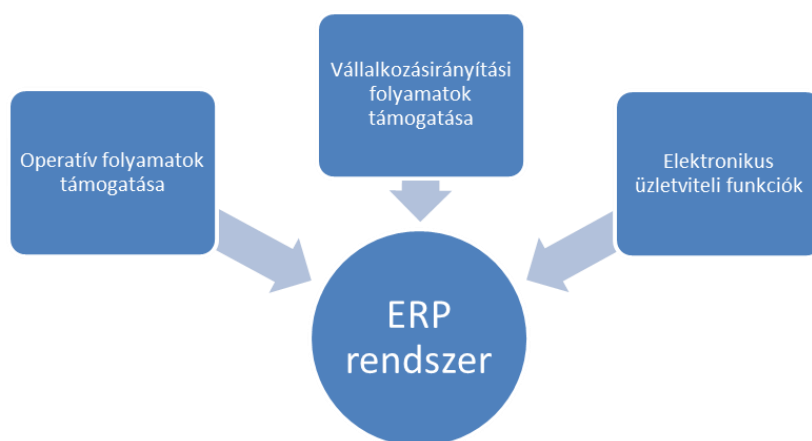 Operatív folyamatok
támogatása
Vállalkozásirányítási
folyamatok
támogatása
Elektronikus
üzletviteli funkciók
ERP
rendszer